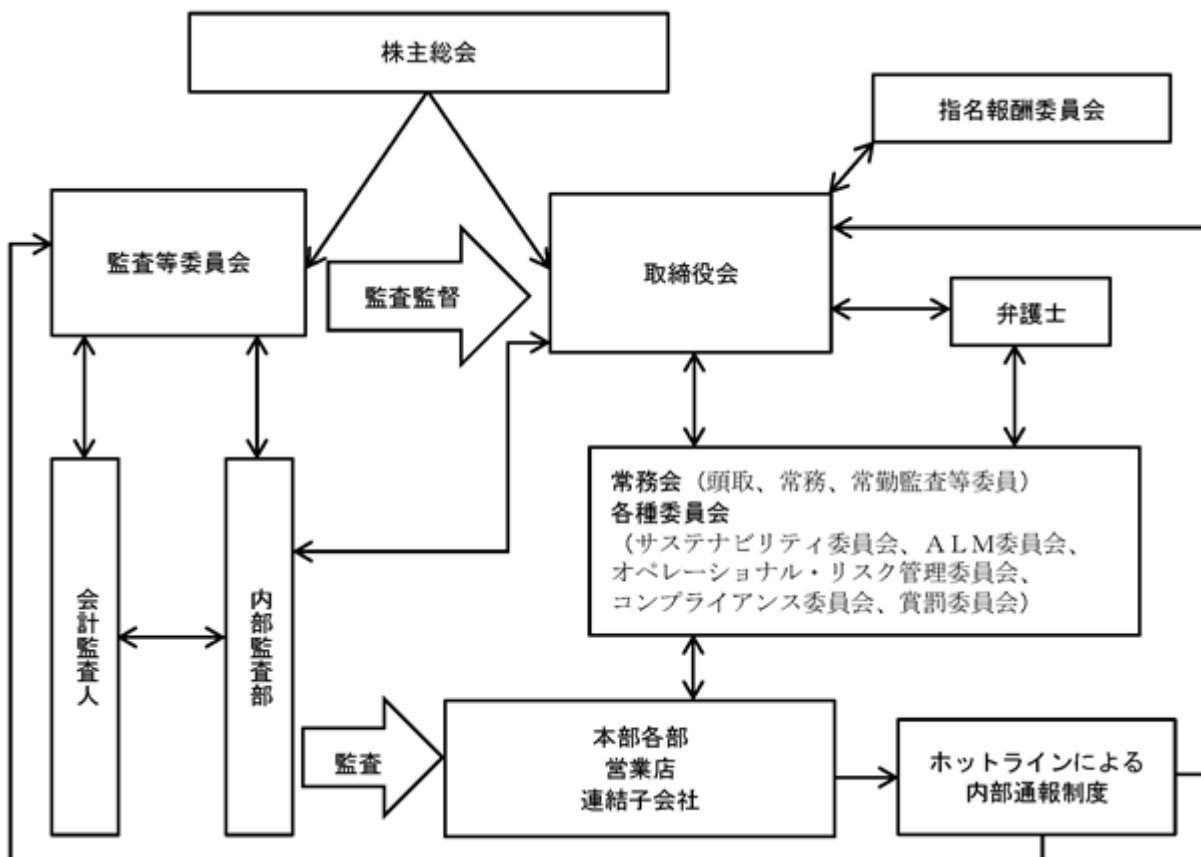 株主総会
指名報酬委員会
監査等委員会
監査監督
取締役会
弁護士
常務会（頭取、常務、常勤監査等委員）
各種委員会
（サステナビリティ委員会、ＡＬＭ委員会、
オペレーショナル・リスク管理委員会、
コンプライアンス委員会、賞罰委員会）
会計監査人
内部監査部
監査
本部各部
営業店
連結子会社
ホットラインによる
内部通報制度